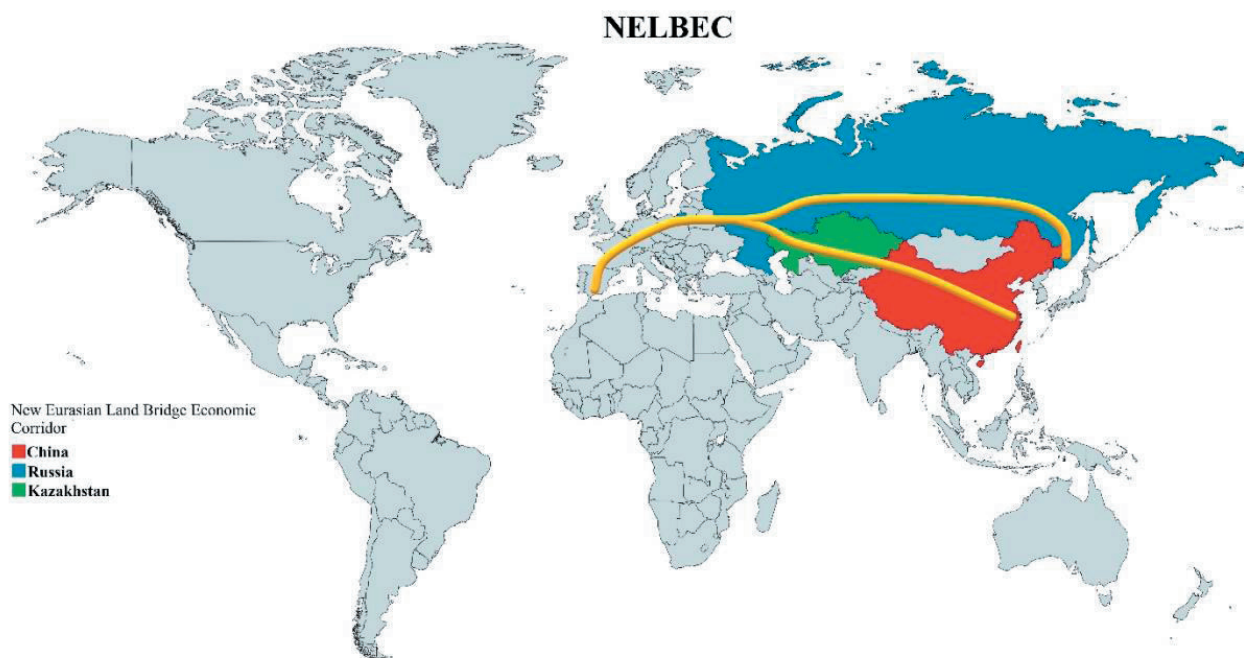 NELBEC
New Eurasian Land Bridge Economic
Corridor
China
Russia
Kazakhstan